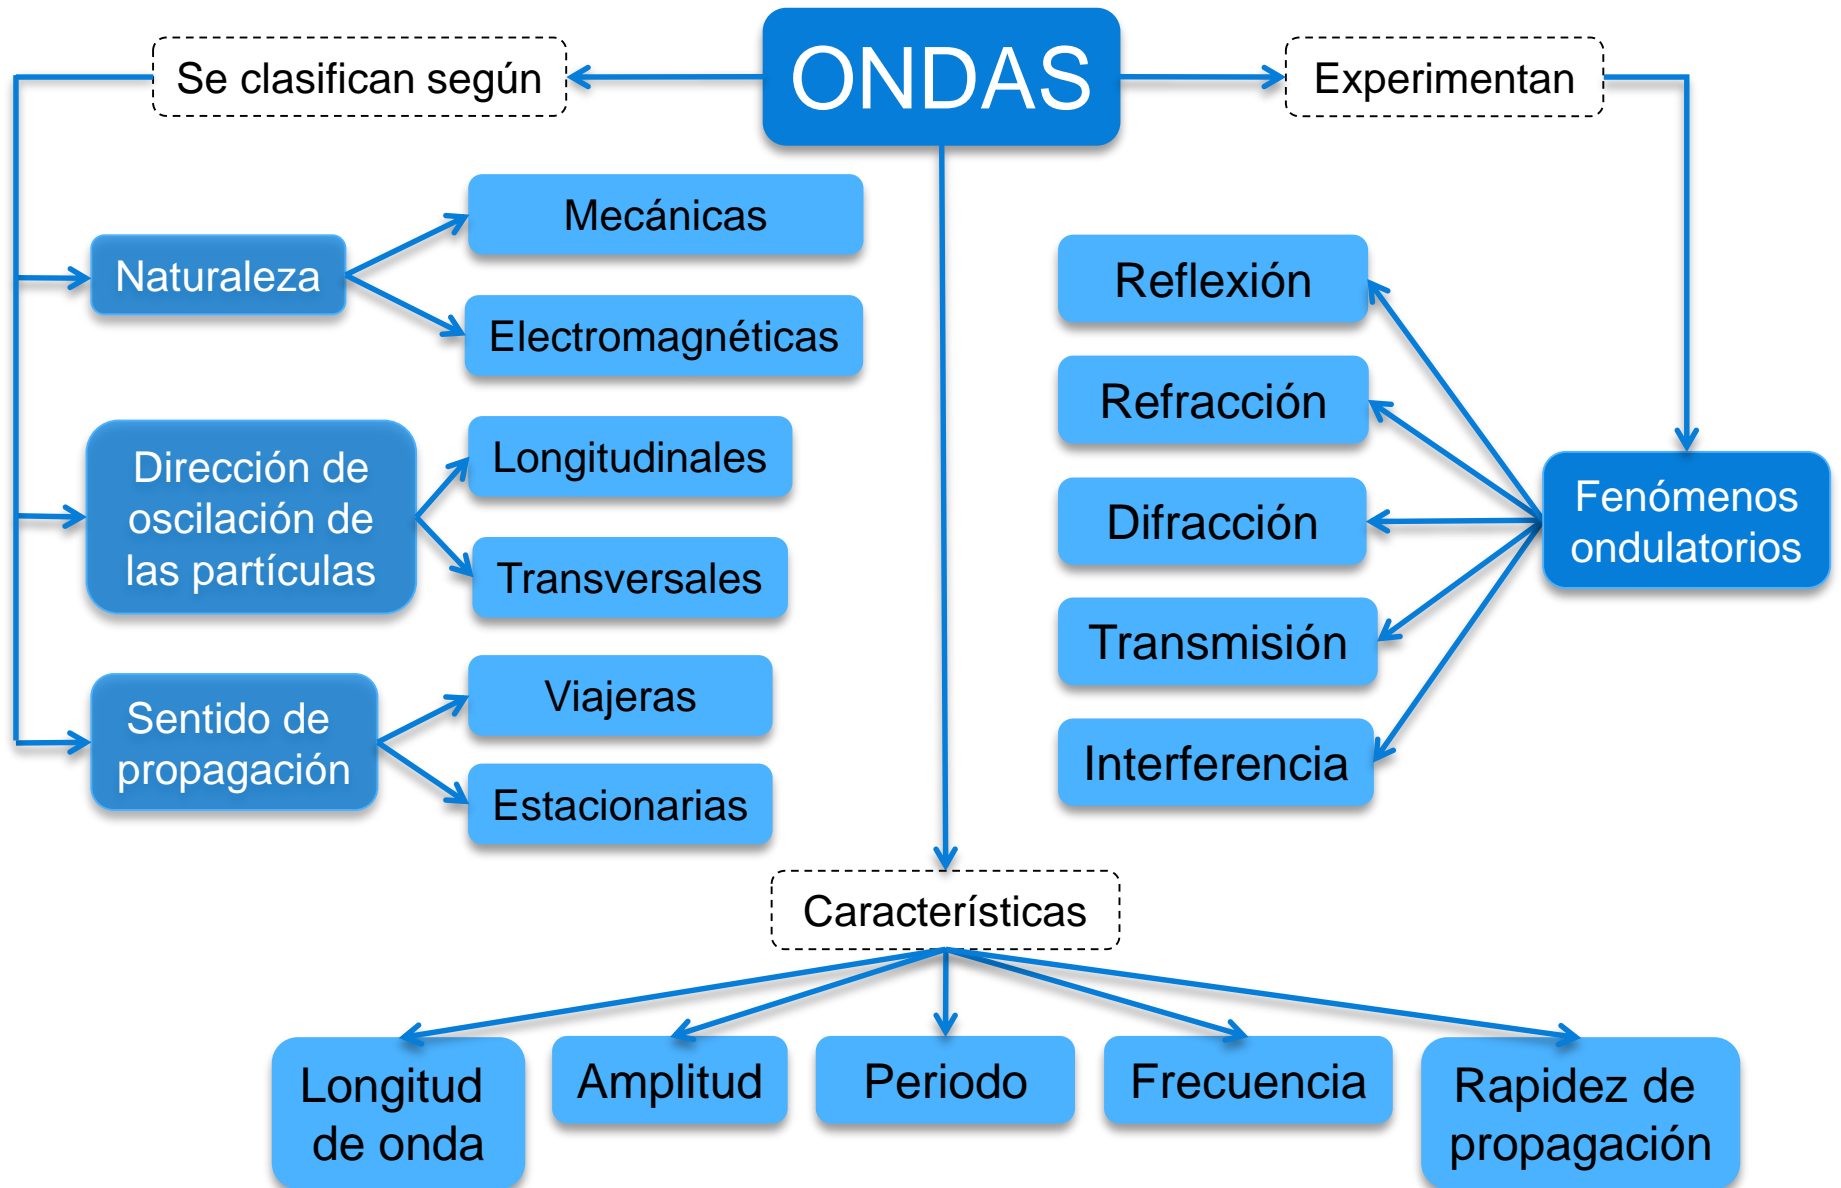 ONDAS
Se clasifican según
Experimentan
Naturaleza
Mecánicas
Electromagnéticas
Dirección de
oscilación de
las partículas
Longitudinales
Transversales
Sentido de
propagación
Viajeras
Estacionarias
Reflexión
Refracción
Difracción
Transmisión
Interferencia
Fenómenos
ondulatorios
Características
Longitud
de onda
Amplitud
Periodo
Frecuencia
Rapidez de
propagación